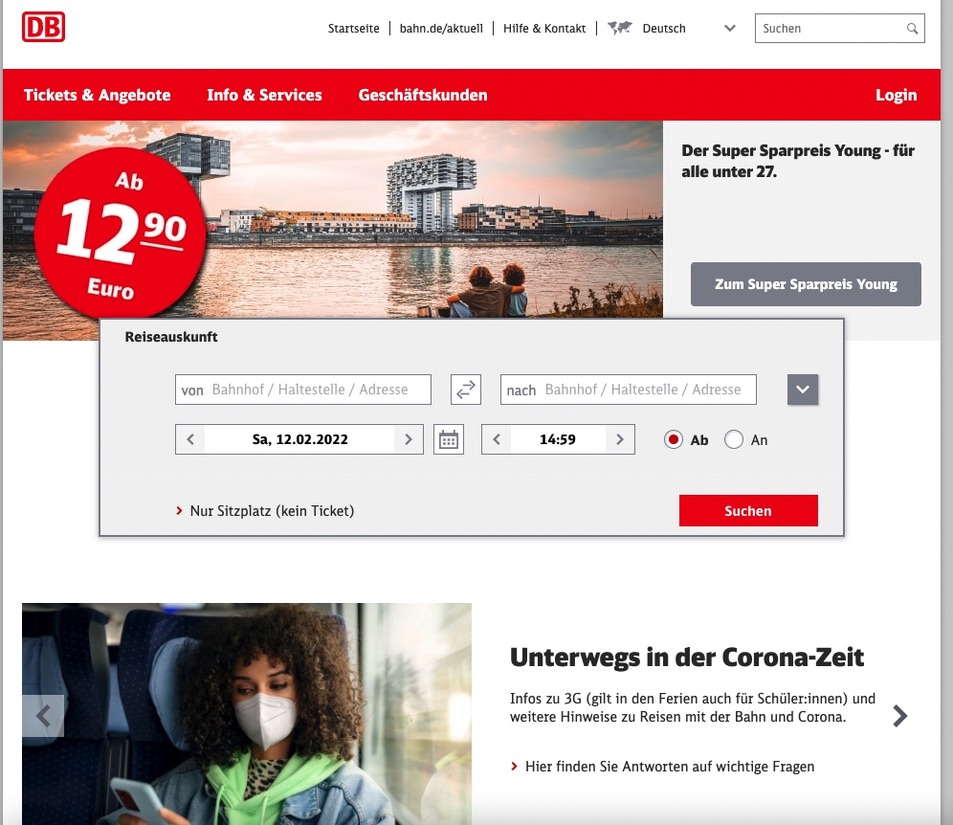 DB
Startseite
bahn.de/aktuell
Hilfe & Kontakt
Deutsch
Suchen
Tickets & Angebote
Info & Services
Geschäftskunden
Login
Ab
12 90
Euro
Der Super Sparpreis Young - für
alle unter 27.
Zum Super Sparpreis Young
Reiseauskunft
von Bahnhof / Haltestelle / Adresse
nach Bahnhof / Haltestelle / Adresse
Sa, 12.02.2022
14:59
Ab
An
Nur Sitzplatz (kein Ticket)
Suchen
Unterwegs in der Corona-Zeit
Infos zu 3G (gilt in den Ferien auch für Schüler:innen) und
weitere Hinweise zu Reisen mit der Bahn und Corona.
Hier finden Sie Antworten auf wichtige Fragen